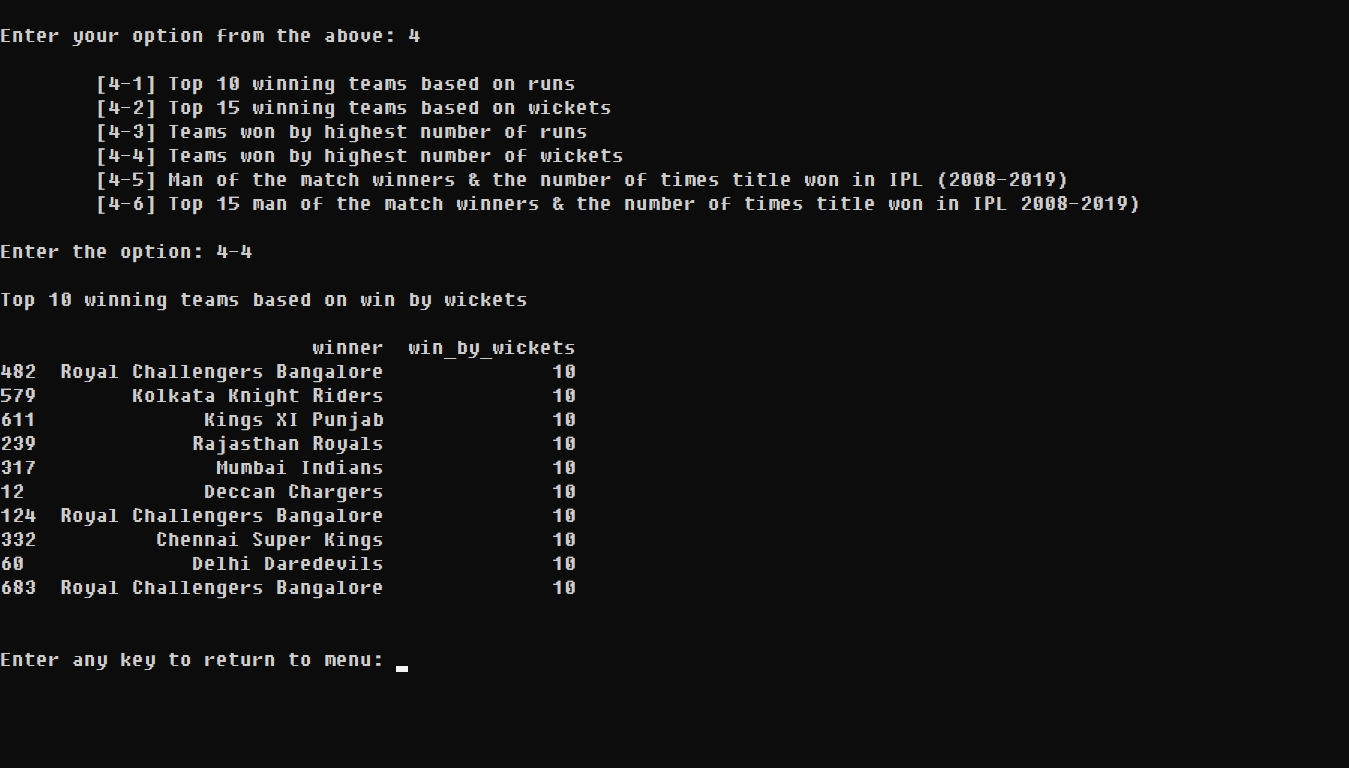 Enter your option from the above: 4
[4-1] Top 10 winning teams based on runs
[4-2] Top 15 winning teams based on wickets
[4-3] Teams won by highest number of runs
[4-4] Teams won by highest number of wickets
[4-5] Man of the match winners & the number of times title won in IPL (2008-2019)
[4-6] Top 15 man of the match winners & the number of times title won in IPL 2008-2019)
Enter the option: 4-4
Top 10 winning teams based on win by wickets
winner win_by_wickets
482 Royal Challengers Bangalore 10
579 Kolkata Knight Riders 10
611 Kings XI Punjab 10
239 Rajasthan Royals 10
317 Mumbai Indians 10
12 Deccan Chargers 10
124 Royal Challengers Bangalore 10
332 Chennai Super Kings 10
60 Delhi Daredevils 10
683 Royal Challengers Bangalore 10
Enter any key to return to menu: